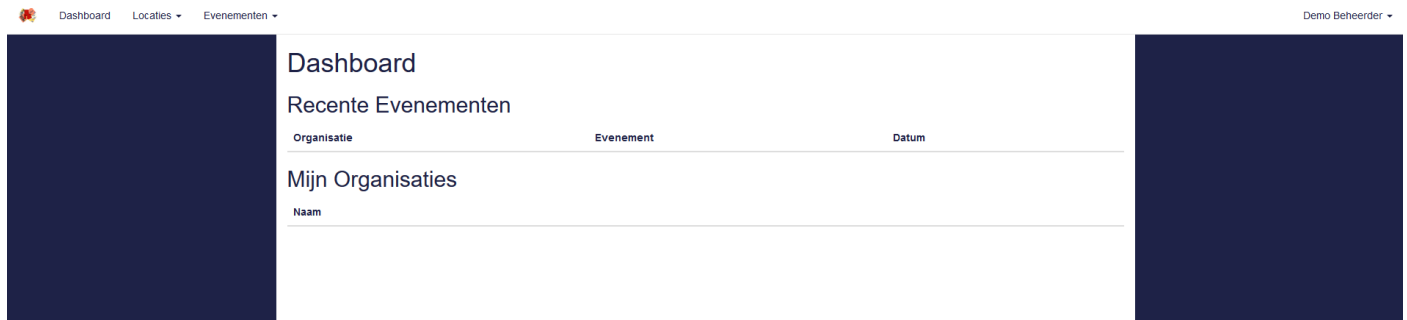 Dashboard Locaties Evenementen Demo Beheerder
Dashboard
Recente Evenementen
Organisatie Evenement Datum
Mijn Organisaties
Naam